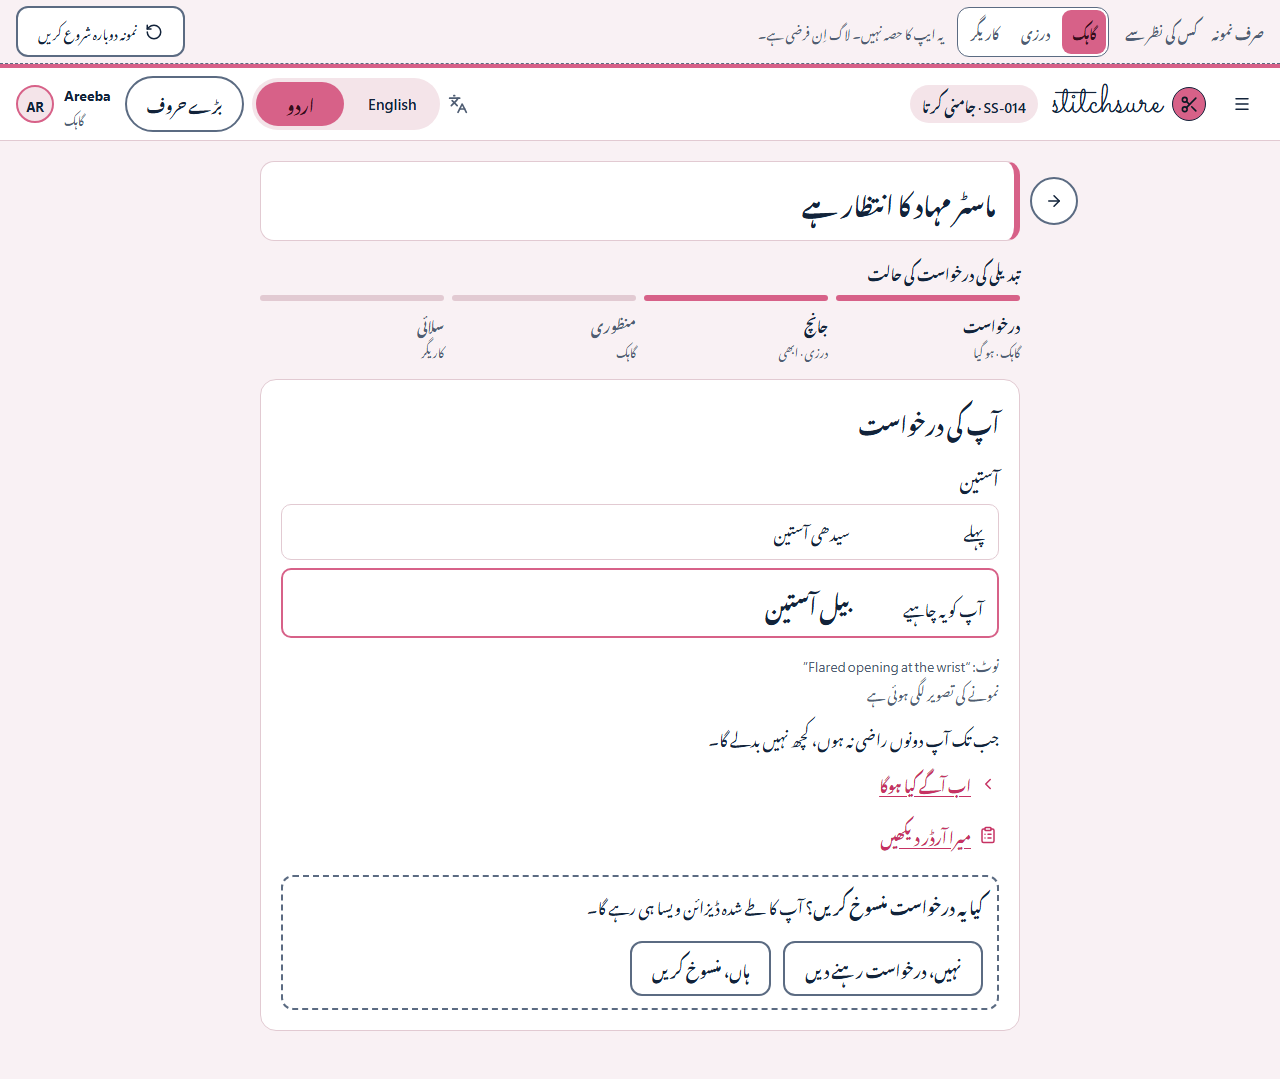 صرف نمونہ کس کی نظر سے گاہک درزی کاریگر یہ ایپ کا حصہ نہیں۔ لاگ اِن فرضی ہے۔ نمونہ دوبارہ شروع کریں
stitchsure SS-014 · جامنی کرتا English اردو بڑے حروف Areeba AR
گاہک
ماسٹر مہاد کا انتظار ہے
تبدیلی کی درخواست کی حالت
درخواست جانچ منظوری سلائی
گاہک · ہو گیا درزی · ابھی گاہک کاریگر
آپ کی درخواست
آستین
پہلے سیدھی آستین
آپ کو یہ چاہیے بیل آستین
نوٹ: "Flared opening at the wrist"
نمونے کی تصویر لگی ہوئی ہے
جب تک آپ دونوں راضی نہ ہوں، کچھ نہیں بدلے گا۔
اب آگے کیا ہوگا
میرا آرڈر دیکھیں
کیا یہ درخواست منسوخ کریں؟ آپ کا طے شدہ ڈیزائن ویسا ہی رہے گا۔
نہیں، درخواست رہنے دیں ہاں، منسوخ کریں